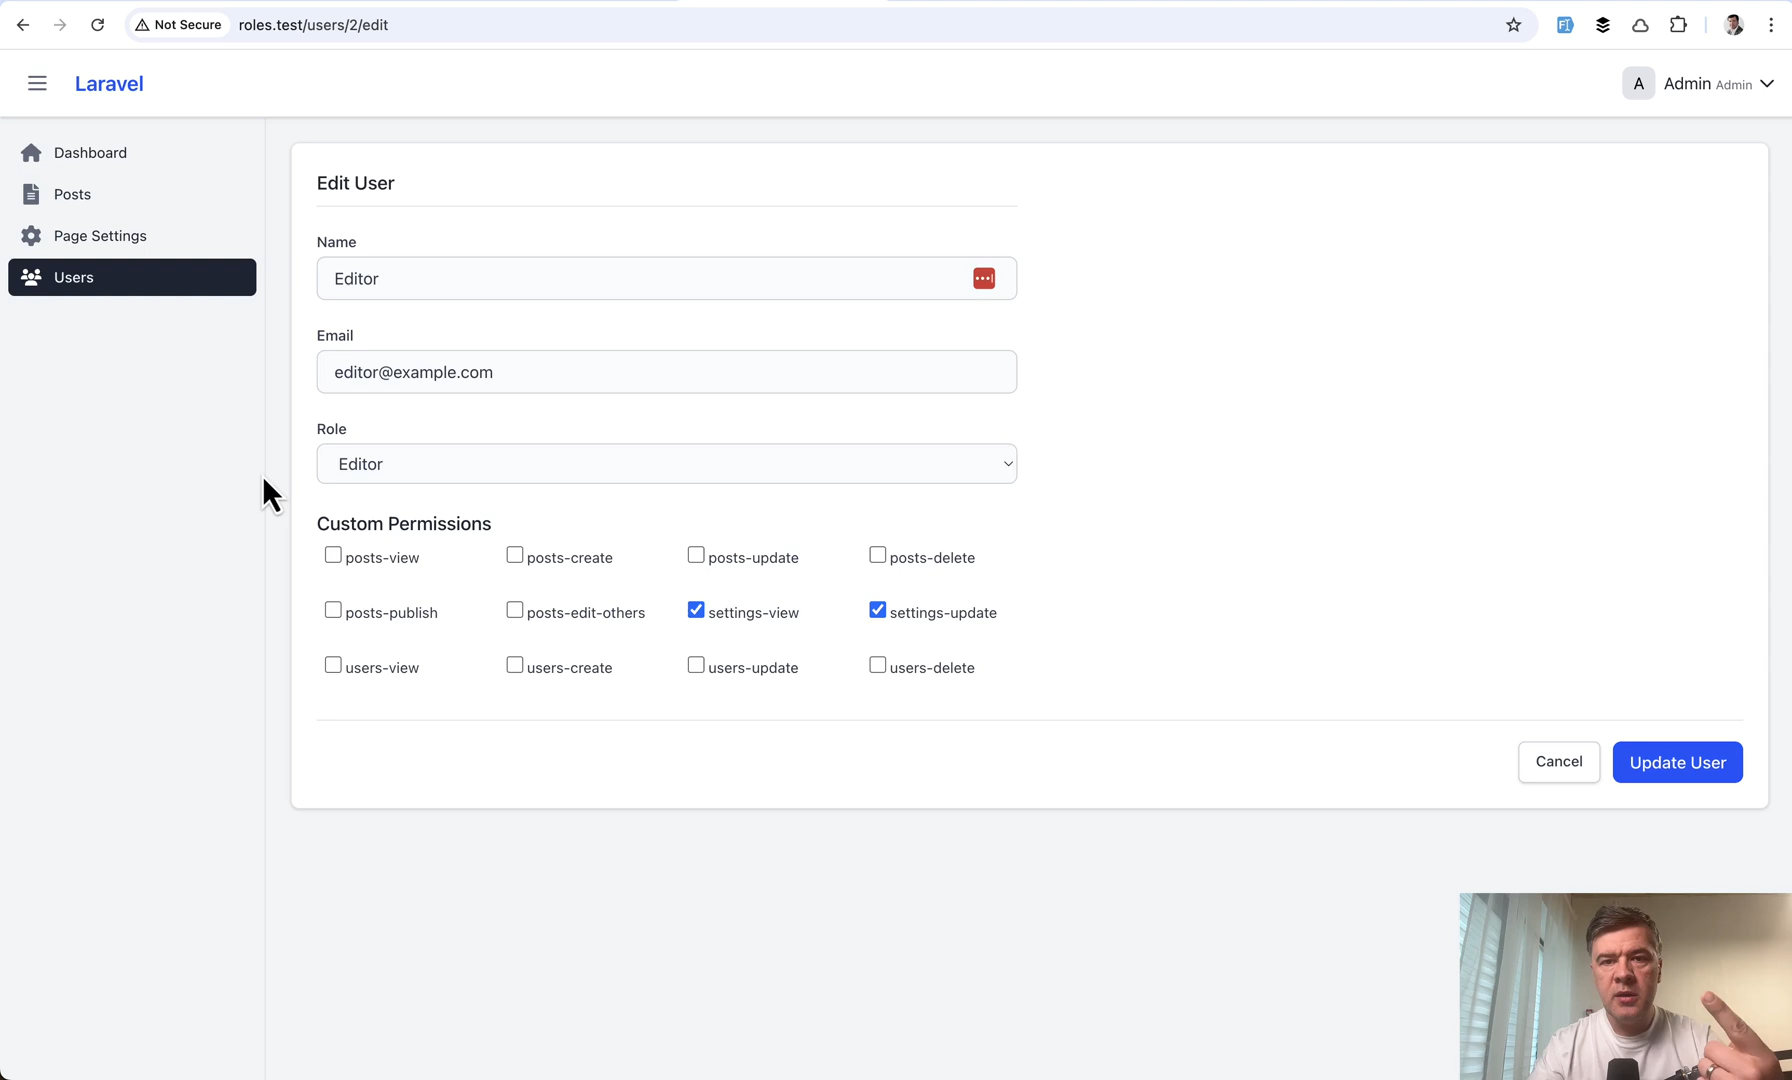 Not Secure
roles.test/users/2/edit
Laravel
A
Admin Admin
Dashboard
Posts
Page Settings
Users
Edit User
Name
Editor
Email
editor@example.com
Role
Editor
Custom Permissions
posts-view
posts-create
posts-update
posts-delete
posts-publish
posts-edit-others
settings-view
settings-update
users-view
users-create
users-update
users-delete
Cancel
Update User